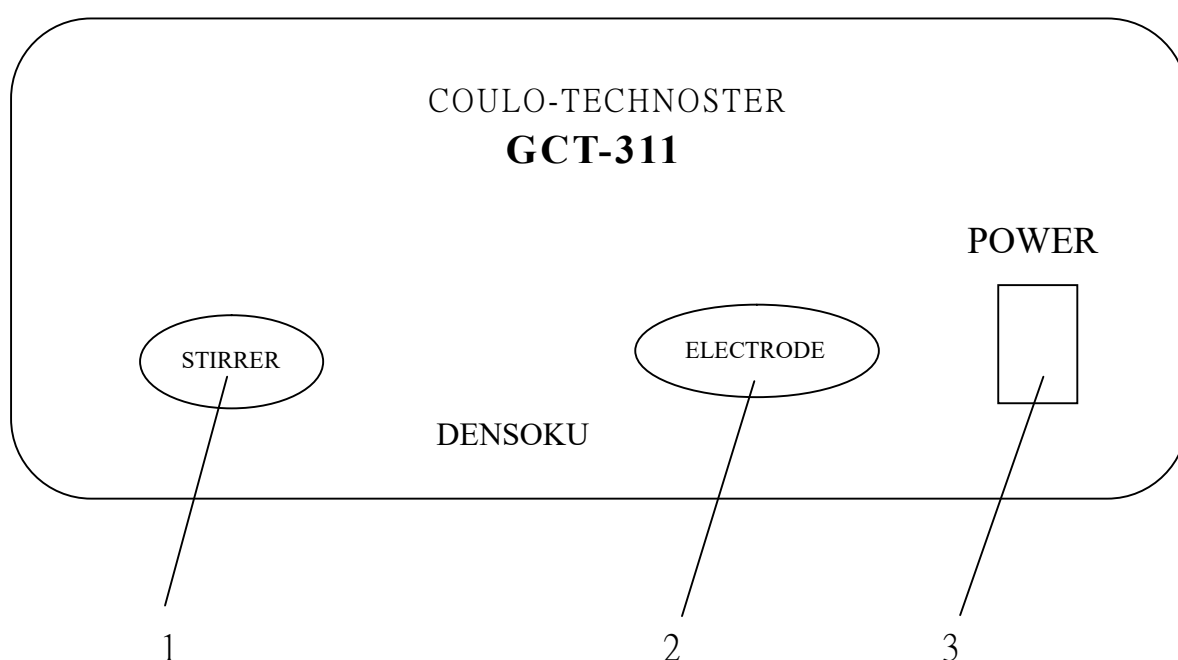 COULO-TECHNOSTER
GCT-311
POWER
STIRRER
ELECTRODE
DENSOKU
1 2 3